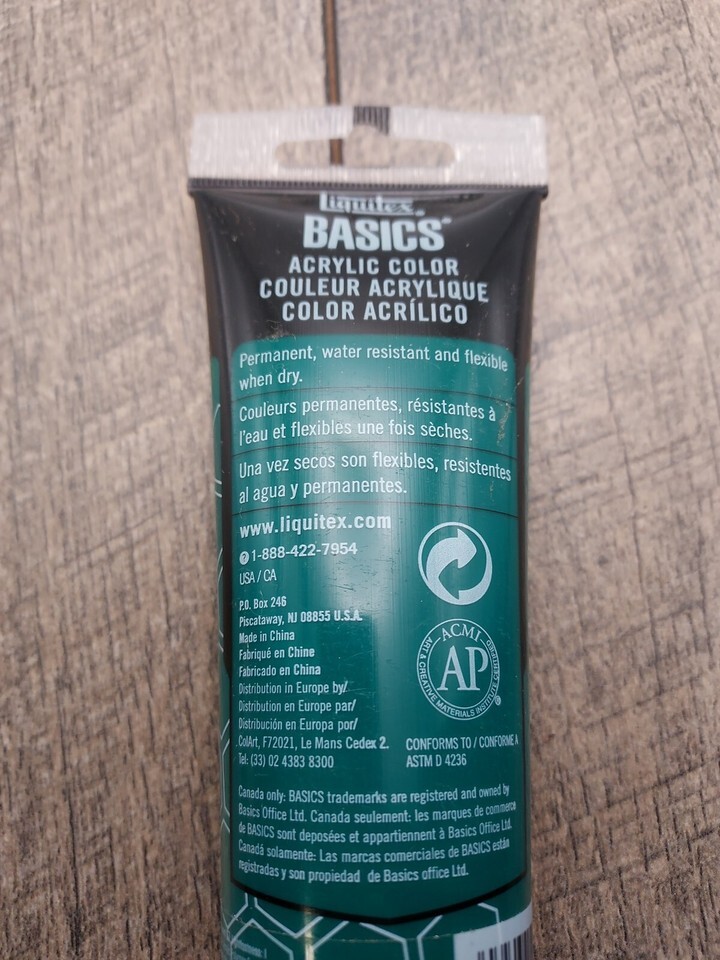 Liquitex®
BASICS®
ACRYLIC COLOR
COULEUR ACRYLIQUE
COLOR ACRÍLICO
Permanent, water resistant and flexible
when dry.
Couleurs permanentes, résistantes à
l'eau et flexibles une fois sèches.
Una vez secos son flexibles, resistentes
al agua y permanentes.
www.liquitex.com
? 1-888-422-7954
USA / CA
P.O. Box 246
Piscataway, NJ 08855 U.S.A.
Made in China
Fabriqué en Chine
Fabricado en China
Distribution in Europe by/
Distribution en Europe par/
Distribución en Europa por/
ColArt, F72021, Le Mans Cedex 2.
Tel: (33) 02 4383 8300
ACMI
AP
ART & CREATIVE MATERIALS INSTITUTE CERTIFIED
CONFORMS TO / CONFORME A
ASTM D 4236
Canada only: BASICS trademarks are registered and owned by
Basics Office Ltd. Canada seulement: les marques de commerce
de BASICS sont deposées et appartiennent à Basics Office Ltd.
Canadá solamente: Las marcas comerciales de BASICS están
registradas y son propiedad de Basics office Ltd.